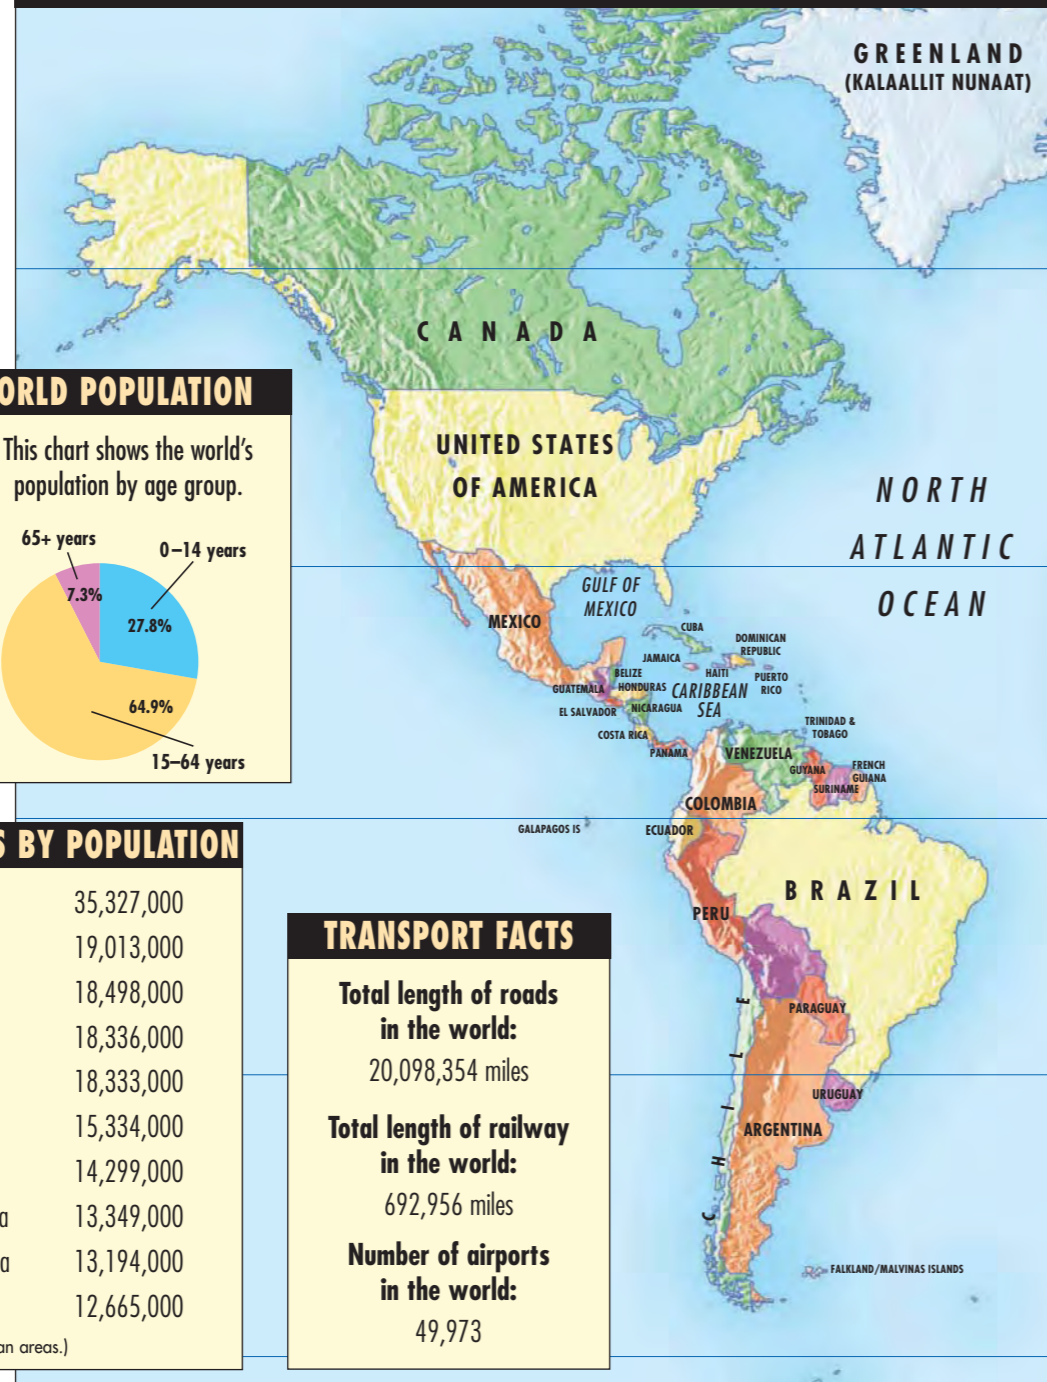 GREENLAND
(KALAALLIT NUNAAT)
CANADA
UNITED STATES
OF AMERICA
NORTH
ATLANTIC
OCEAN
GULF OF
MEXICO
MEXICO
CUBA
DOMINICAN
REPUBLIC
JAMAICA
HAITI
PUERTO
RICO
BELIZE
GUATEMALA
HONDURAS
CARIBBEAN
SEA
EL SALVADOR
NICARAGUA
COSTA RICA
PANAMA
TRINIDAD &
TOBAGO
VENEZUELA
GUYANA
FRENCH
GUIANA
SURINAME
COLOMBIA
GALAPAGOS IS
ECUADOR
BRAZIL
PERU
PARAGUAY
CHILE
URUGUAY
ARGENTINA
FALKLAND/MALVINAS ISLANDS
ORLD POPULATION
This chart shows the world's
population by age group.
65+ years
0–14 years
7.3%
27.8%
64.9%
15–64 years
S BY POPULATION
35,327,000
19,013,000
18,498,000
18,336,000
18,333,000
15,334,000
14,299,000
a 13,349,000
a 13,194,000
12,665,000
an areas.)
TRANSPORT FACTS
Total length of roads
in the world:
20,098,354 miles
Total length of railway
in the world:
692,956 miles
Number of airports
in the world:
49,973